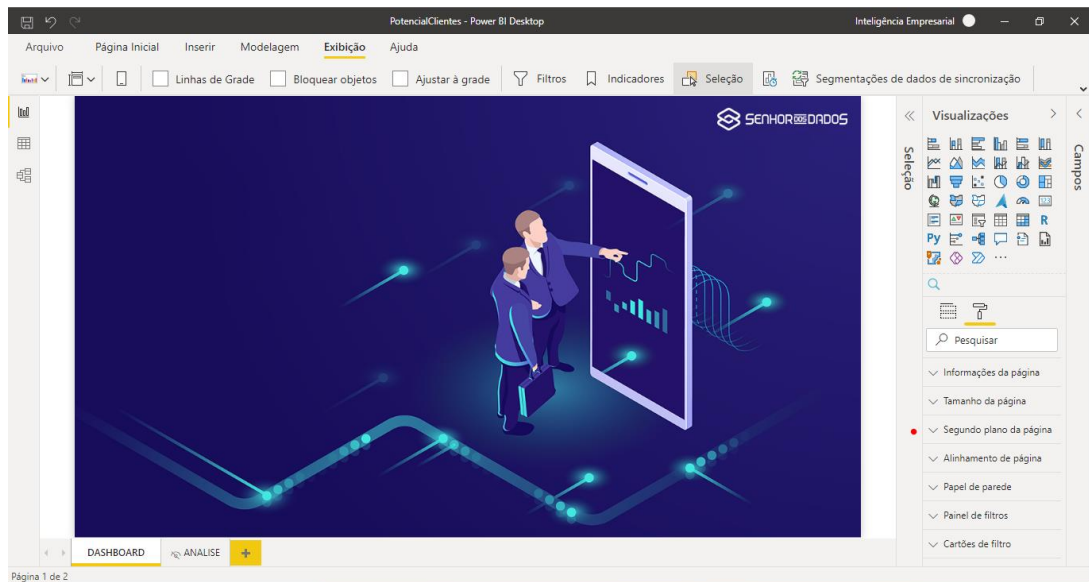 PotencialClientes - Power BI Desktop
Inteligência Empresarial
Arquivo Página Inicial Inserir Modelagem Exibição Ajuda
Linhas de Grade Bloquear objetos Ajustar à grade Filtros Indicadores Seleção Segmentações de dados de sincronização
SENHOR DOS DADOS
Seleção
Visualizações
Campos
123
R
Py
Pesquisar
Informações da página
Tamanho da página
Segundo plano da página
Alinhamento de página
Papel de parede
Painel de filtros
Cartões de filtro
DASHBOARD ANALISE +
Página 1 de 2